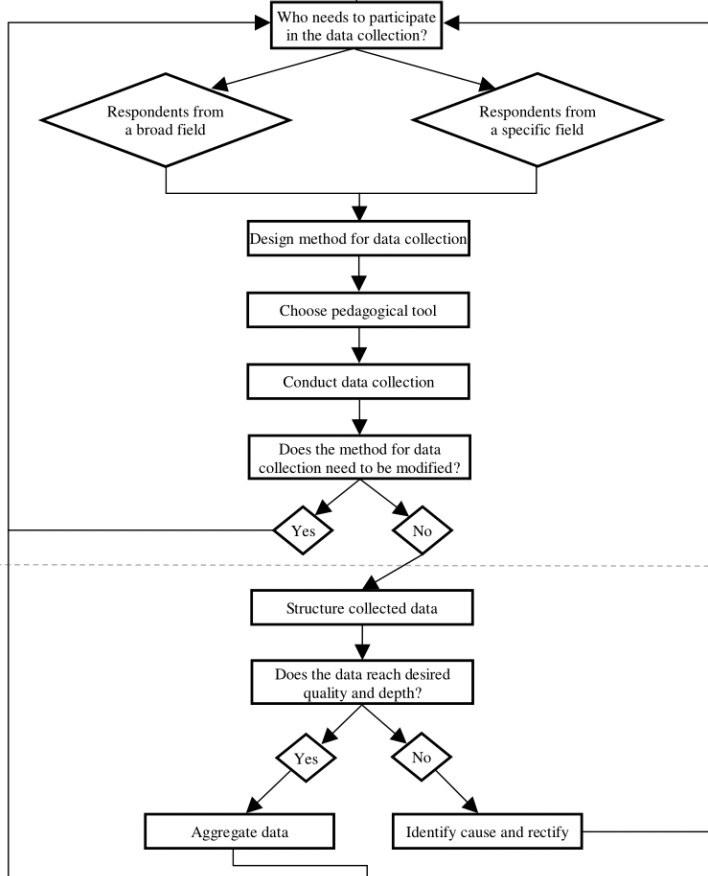 Who needs to participate
in the data collection?
Respondents from
a broad field
Respondents from
a specific field
Design method for data collection
Choose pedagogical tool
Conduct data collection
Does the method for data
collection need to be modified?
Yes
No
Structure collected data
Does the data reach desired
quality and depth?
Yes
No
Aggregate data
Identify cause and rectify